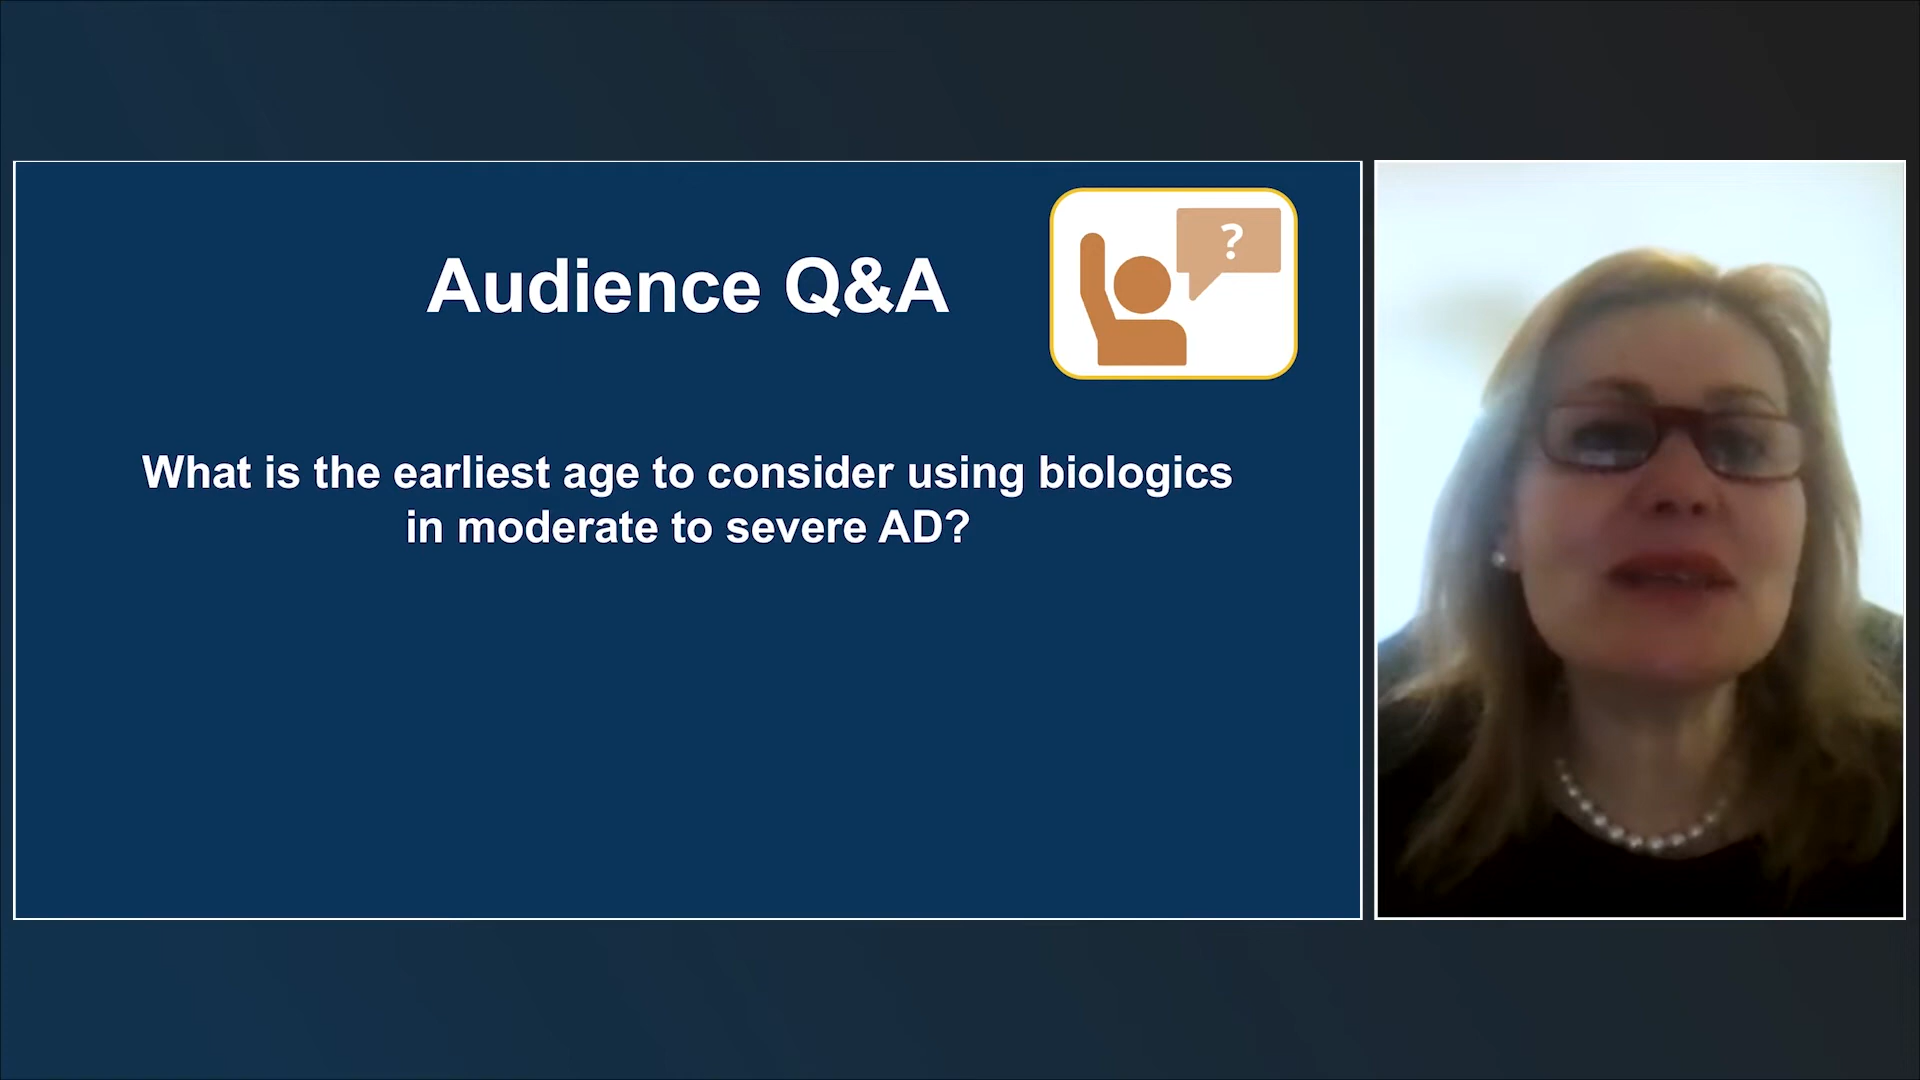 Audience Q&A
?
What is the earliest age to consider using biologics
in moderate to severe AD?